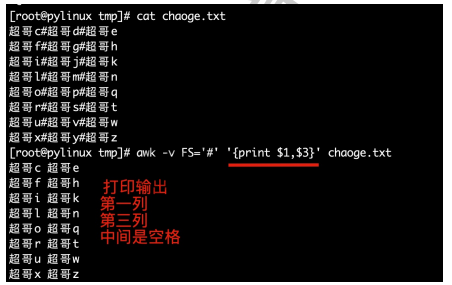 [root@pylinux tmp]# cat chaoge.txt
超哥c#超哥d#超哥e
超哥f#超哥g#超哥h
超哥i#超哥j#超哥k
超哥l#超哥m#超哥n
超哥o#超哥p#超哥q
超哥r#超哥s#超哥t
超哥u#超哥v#超哥w
超哥x#超哥y#超哥z
[root@pylinux tmp]# awk -v FS='#' '{print $1,$3}' chaoge.txt
超哥c 超哥e
超哥f 超哥h
超哥i 超哥k
超哥l 超哥n
超哥o 超哥q
超哥r 超哥t
超哥u 超哥w
超哥x 超哥z
打印输出
第一列
第三列
中间是空格